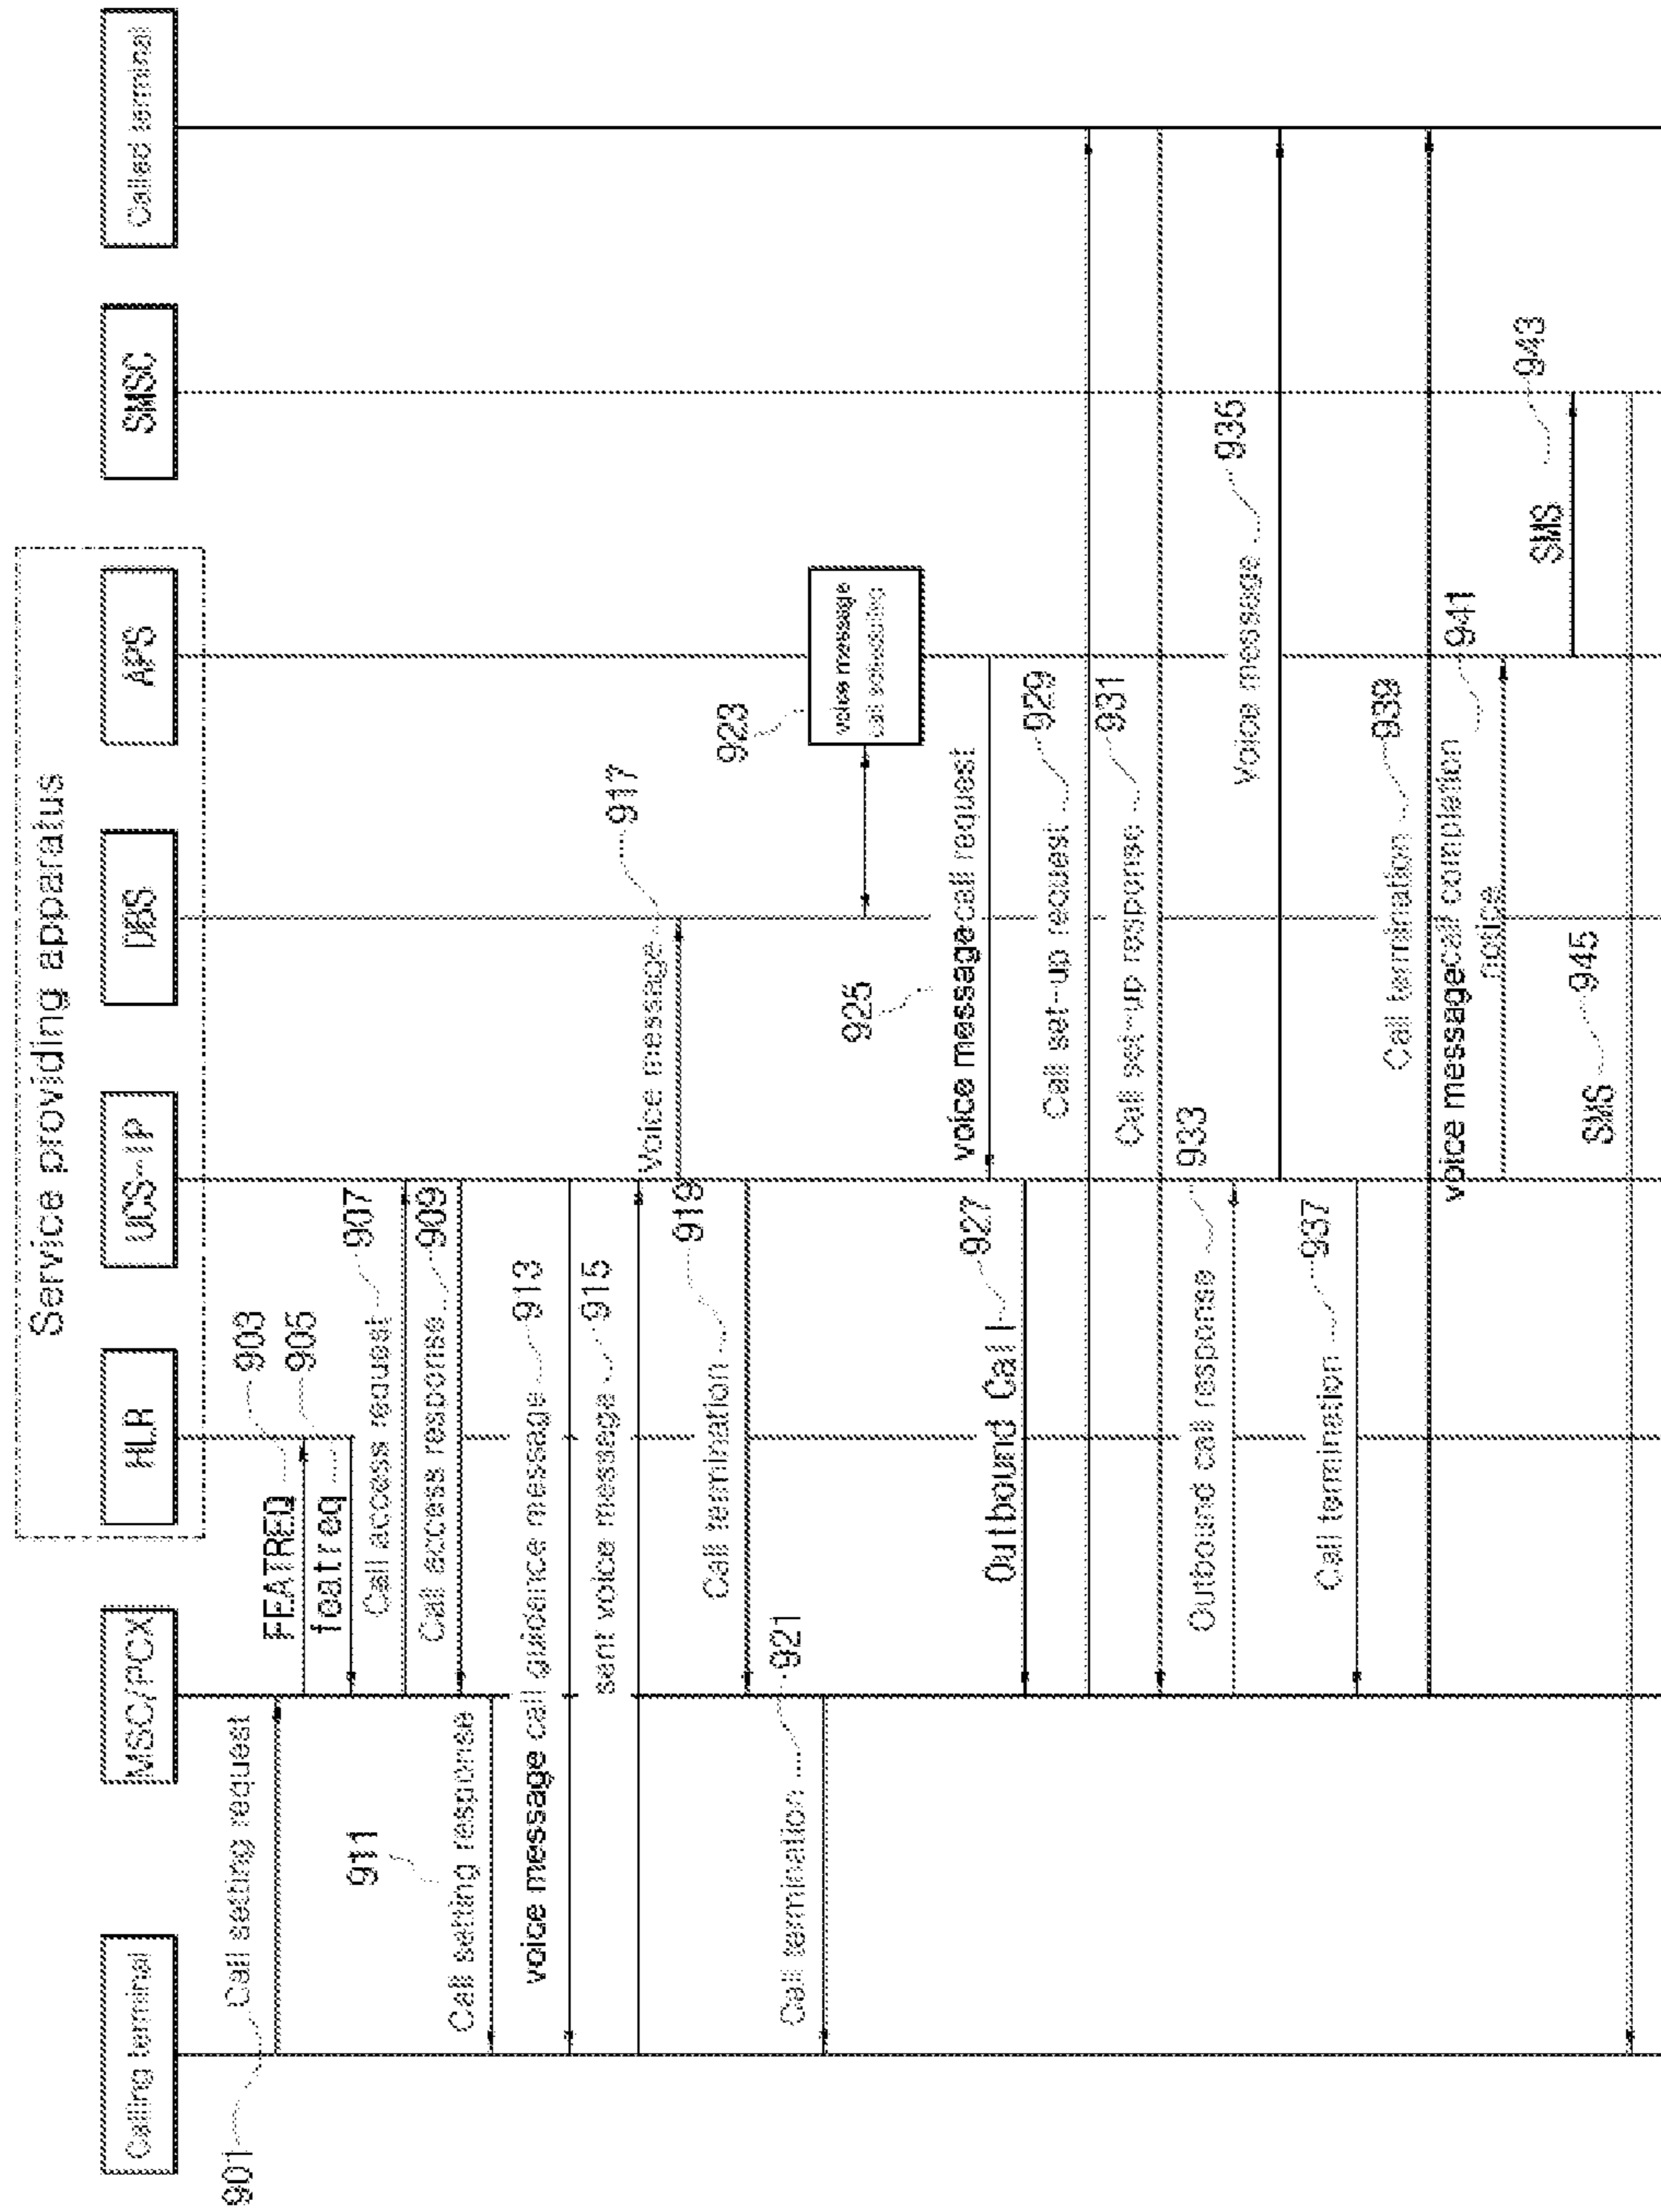 Service providing apparatus
Calling terminal
MSC/PCX
HLR
UCS-IP
DBS
APS
SMSC
Called terminal
901
Call setting request
FEATREQ
903
featreq
905
Call access request
907
Call access response
909
911
Call setting response
voice message call guidance message
913
sent voice messege
915
Voice message
917
Call termination
919
Call termination
921
923
voice message
call scheduling
925
voice message call request
Outbound Call
927
Call set-up request
929
Call set-up response
931
Outbound call response
933
Voice message
935
Call termination
937
Call termination
939
voice message call completion
notice
941
SMS
943
SMS
945